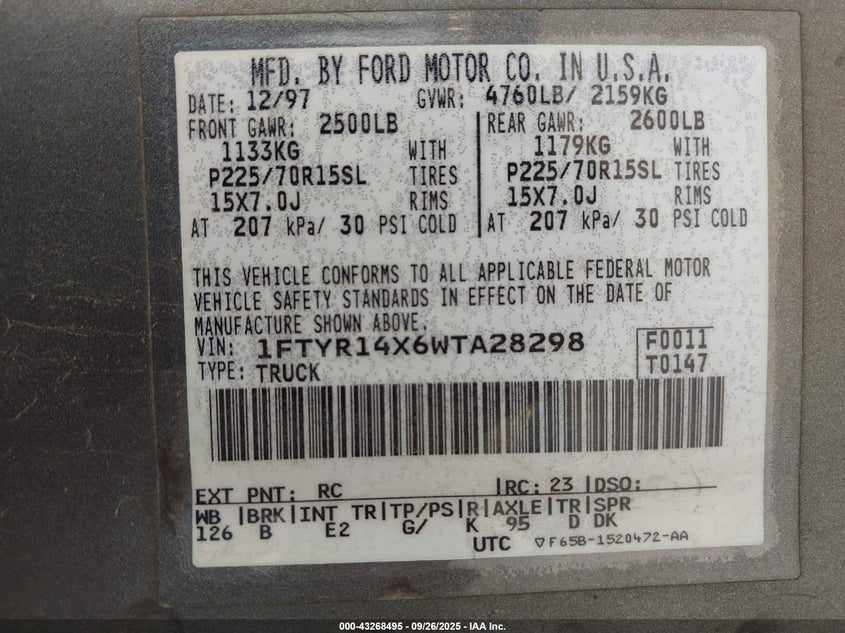 MFD. BY FORD MOTOR CO. IN U.S.A.
DATE: 12/97 GVWR: 4760LB/ 2159KG
FRONT GAWR: 2500LB REAR GAWR: 2600LB
1133KG WITH 1179KG WITH
P225/70R15SL TIRES P225/70R15SL TIRES
15X7.0J RIMS 15X7.0J RIMS
AT 207 kPa/ 30 PSI COLD AT 207 kPa/ 30 PSI COLD
THIS VEHICLE CONFORMS TO ALL APPLICABLE FEDERAL MOTOR
VEHICLE SAFETY STANDARDS IN EFFECT ON THE DATE OF
MANUFACTURE SHOWN ABOVE.
VIN: 1FTYR14X6WTA28298 F0011
TYPE: TRUCK T0147
EXT PNT: RC RC: 23 DSO:
WB BRK INT TR TP/PS R AXLE TR SPR
126 B E2 G/ K 95 D DK
UTC ▽F65B-1520472-AA
000-43268495 - 09/26/2025 - IAA Inc.